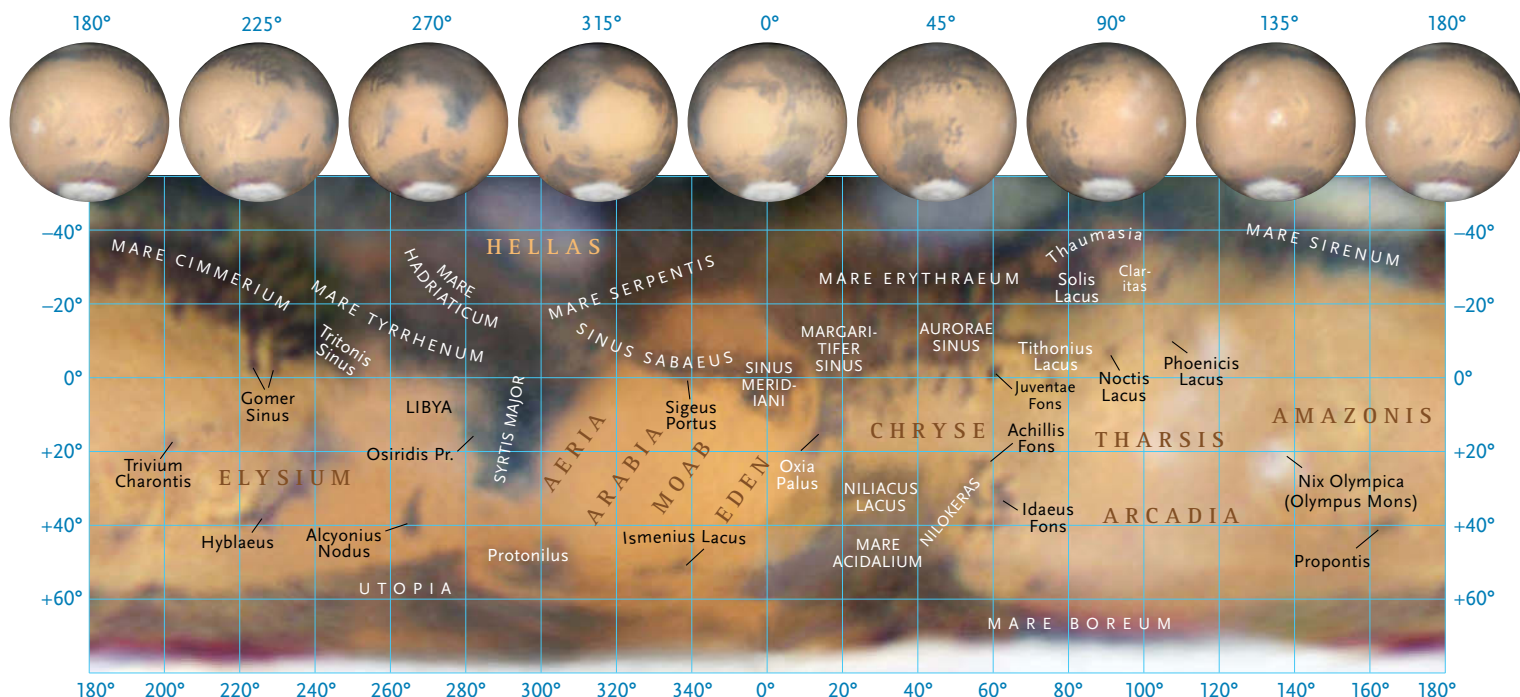 180° 225° 270° 315° 0° 45° 90° 135° 180°
–40° –40°
–20° –20°
0° 0°
+20° +20°
+40° +40°
+60° +60°
MARE CIMMERIUM
MARE
HADRIATICUM
HELLAS
MARE SERPENTIS
MARE ERYTHRAEUM
Thaumasia
Solis
Lacus
Clar-
itas
MARE SIRENUM
MARE TYRRHENUM
Tritonis
Sinus
SINUS SABAEUS
SINUS
MERID-
IANI
MARGARI-
TIFER
SINUS
AURORAE
SINUS
Tithonius
Lacus
Noctis
Lacus
Phoenicis
Lacus
Gomer
Sinus
LIBYA
SYRTIS MAJOR
Sigeus
Portus
Juventae
Fons
Achillis
Fons
AERIA
ARABIA
MOAB
EDEN
CHRYSE
THARSIS
AMAZONIS
Osiridis Pr.
Trivium
Charontis
ELYSIUM
Oxia
Palus
NILIACUS
LACUS
NILOKERAS
Idaeus
Fons
ARCADIA
Nix Olympica
(Olympus Mons)
Hyblaeus
Alcyonius
Nodus
Protonilus
Ismenius Lacus
MARE
ACIDALIUM
Propontis
UTOPIA
MARE BOREUM
180° 200° 220° 240° 260° 280° 300° 320° 340° 0° 20° 40° 60° 80° 100° 120° 140° 160° 180°